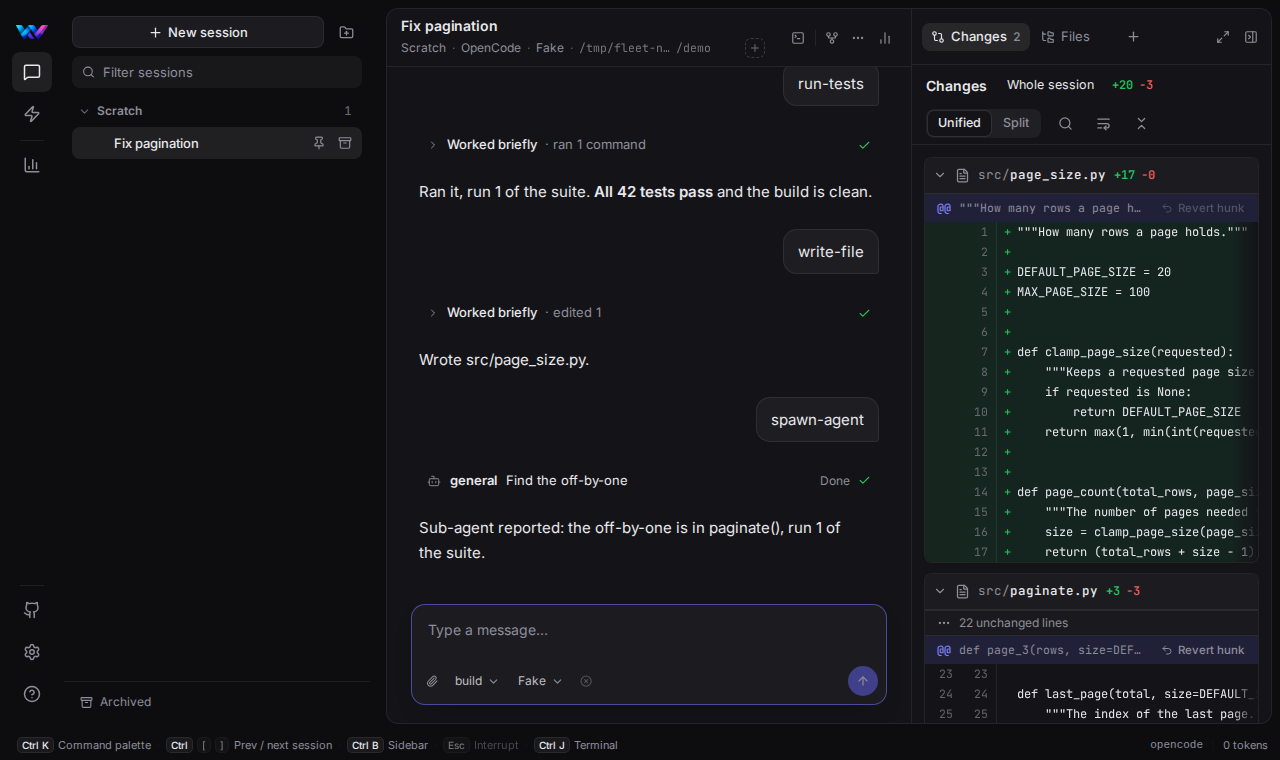 New session
Filter sessions
Scratch 1
Fix pagination
Archived
Fix pagination
Scratch · OpenCode · Fake · /tmp/fleet-n… /demo
run-tests
Worked briefly · ran 1 command
Ran it, run 1 of the suite. All 42 tests pass and the build is clean.
write-file
Worked briefly · edited 1
Wrote src/page_size.py.
spawn-agent
general Find the off-by-one Done
Sub-agent reported: the off-by-one is in paginate(), run 1 of
the suite.
Type a message...
build Fake
Changes 2 Files
Changes Whole session +20 -3
Unified Split
src/page_size.py +17 -0
@@ """How many rows a page h… Revert hunk
1 + """How many rows a page holds."""
2 +
3 + DEFAULT_PAGE_SIZE = 20
4 + MAX_PAGE_SIZE = 100
5 +
6 +
7 + def clamp_page_size(requested):
8 + """Keeps a requested page size
9 + if requested is None:
10 + return DEFAULT_PAGE_SIZE
11 + return max(1, min(int(requeste
12 +
13 +
14 + def page_count(total_rows, page_si
15 + """The number of pages needed
16 + size = clamp_page_size(page_si
17 + return (total_rows + size - 1)
src/paginate.py +3 -3
22 unchanged lines
@@ def page_3(rows, size=DEF… Revert hunk
23 23
24 24 def last_page(total, size=DEFAULT_
25 25 """The index of the last page.
Ctrl K Command palette Ctrl [ ] Prev / next session Ctrl B Sidebar Esc Interrupt Ctrl J Terminal
opencode 0 tokens